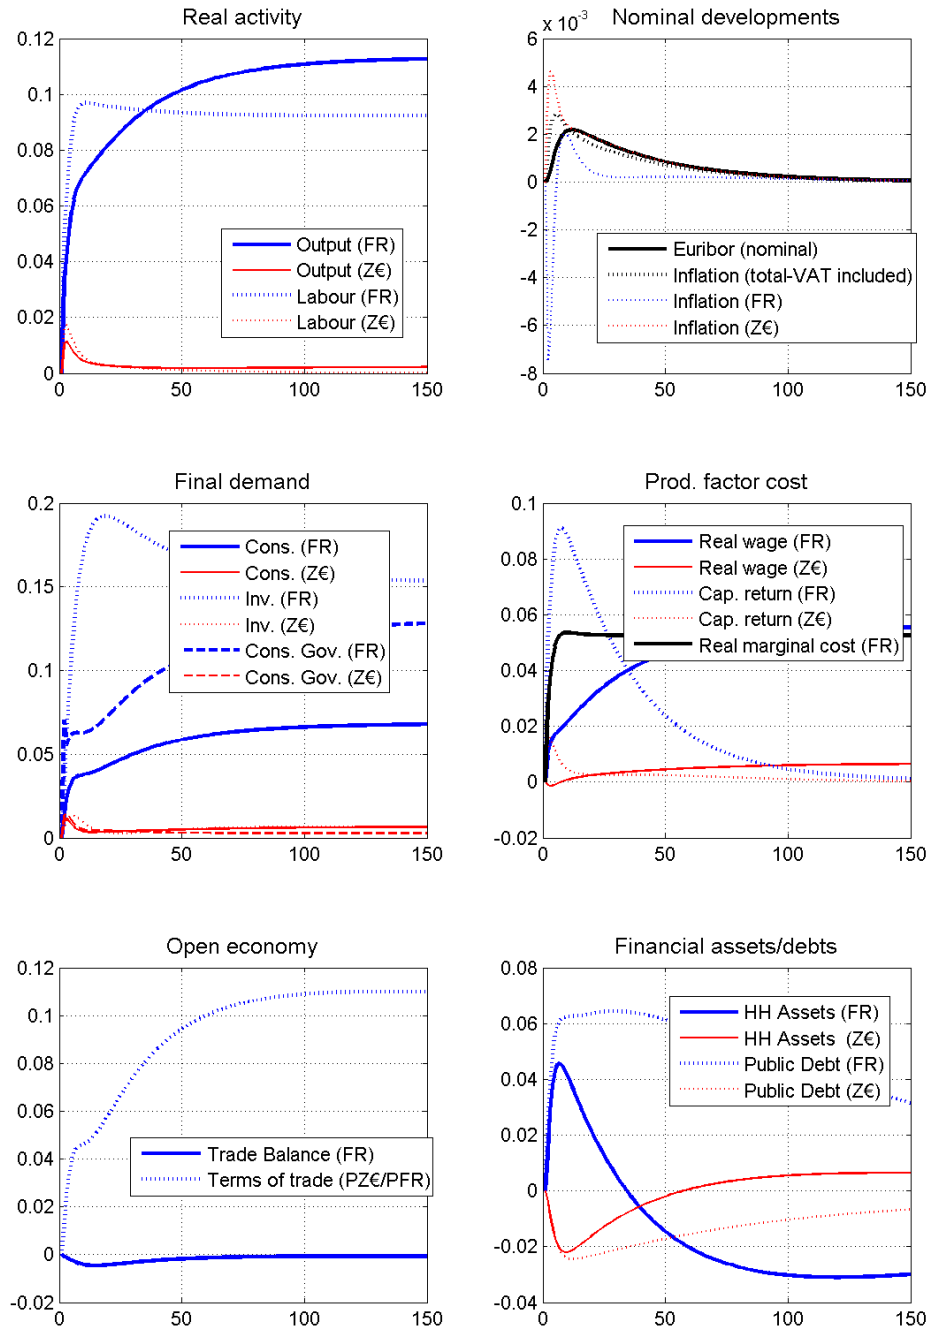 Real activity
0.12
0.1
0.08
0.06
0.04
0.02
0
0
50
100
150
Output (FR)
Output (Z€)
Labour (FR)
Labour (Z€)
Nominal developments
x 10⁻³
6
4
2
0
-2
-4
-6
-8
0
50
100
150
Euribor (nominal)
Inflation (total-VAT included)
Inflation (FR)
Inflation (Z€)
Final demand
0.2
0.15
0.1
0.05
0
0
50
100
150
Cons. (FR)
Cons. (Z€)
Inv. (FR)
Inv. (Z€)
Cons. Gov. (FR)
Cons. Gov. (Z€)
Prod. factor cost
0.1
0.08
0.06
0.04
0.02
0
-0.02
0
50
100
150
Real wage (FR)
Real wage (Z€)
Cap. return (FR)
Cap. return (Z€)
Real marginal cost (FR)
Open economy
0.12
0.1
0.08
0.06
0.04
0.02
0
-0.02
0
50
100
150
Trade Balance (FR)
Terms of trade (PZ€/PFR)
Financial assets/debts
0.08
0.06
0.04
0.02
0
-0.02
-0.04
0
50
100
150
HH Assets (FR)
HH Assets (Z€)
Public Debt (FR)
Public Debt (Z€)